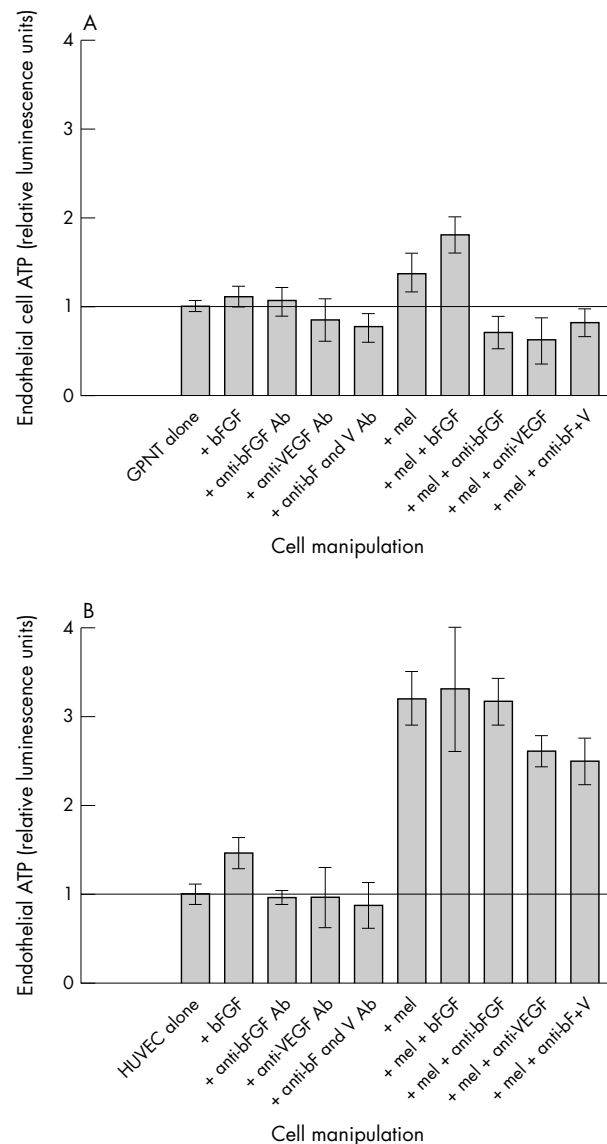 A
Endothelial cell ATP (relative luminescence units)
4
3
2
1
0
GPNT alone
+ bFGF
+ anti-bFGF Ab
+ anti-VEGF Ab
+ anti-bF and V Ab
+ mel
+ mel + bFGF
+ mel + anti-bFGF
+ mel + anti-VEGF
+ mel + anti-bF+V
Cell manipulation
B
Endothelial ATP (relative luminescence units)
4
3
2
1
0
HUVEC alone
+ bFGF
+ anti-bFGF Ab
+ anti-VEGF Ab
+ anti-bF and V Ab
+ mel
+ mel + bFGF
+ mel + anti-bFGF
+ mel + anti-VEGF
+ mel + anti-bF+V
Cell manipulation